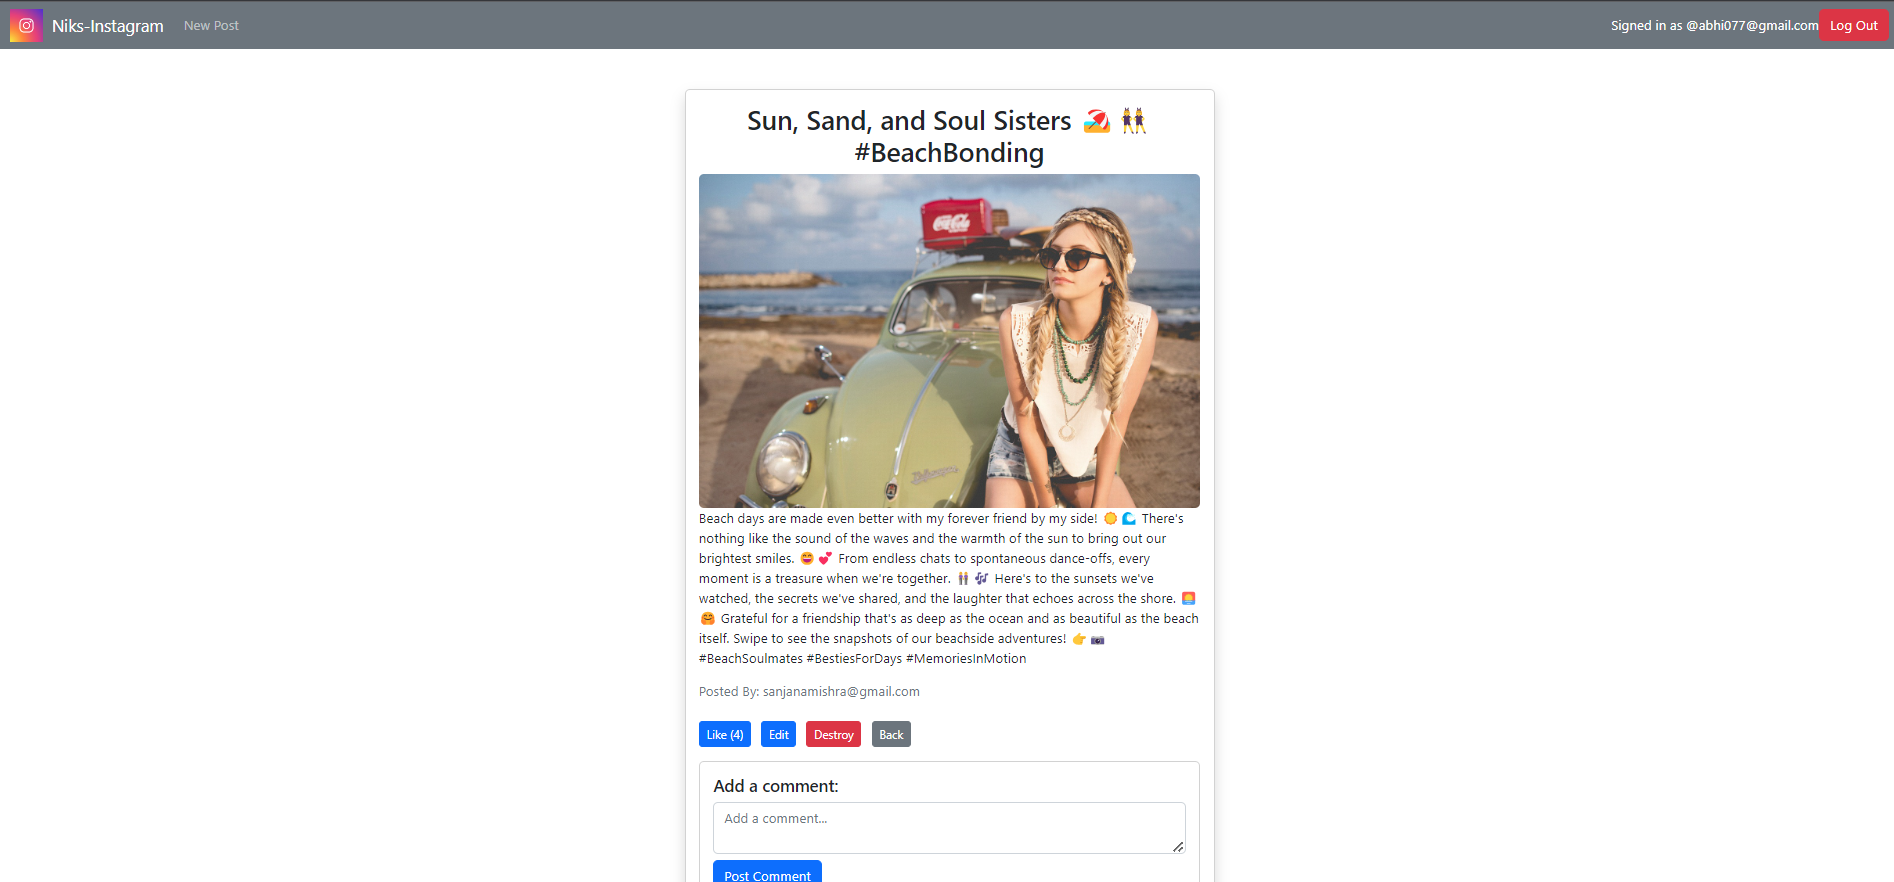 Niks-Instagram New Post Signed in as @abhi077@gmail.com Log Out
Sun, Sand, and Soul Sisters 🏖️ 👯
#BeachBonding
Coca-Cola
Volkswagen
Beach days are made even better with my forever friend by my side! ☀️ 🌊 There's
nothing like the sound of the waves and the warmth of the sun to bring out our
brightest smiles. 😄 💕 From endless chats to spontaneous dance-offs, every
moment is a treasure when we're together. 👭 🎶 Here's to the sunsets we've
watched, the secrets we've shared, and the laughter that echoes across the shore. 🌅
🤗 Grateful for a friendship that's as deep as the ocean and as beautiful as the beach
itself. Swipe to see the snapshots of our beachside adventures! 👉 📷
#BeachSoulmates #BestiesForDays #MemoriesInMotion
Posted By: sanjanamishra@gmail.com
Like (4) Edit Destroy Back
Add a comment:
Add a comment...
Post Comment